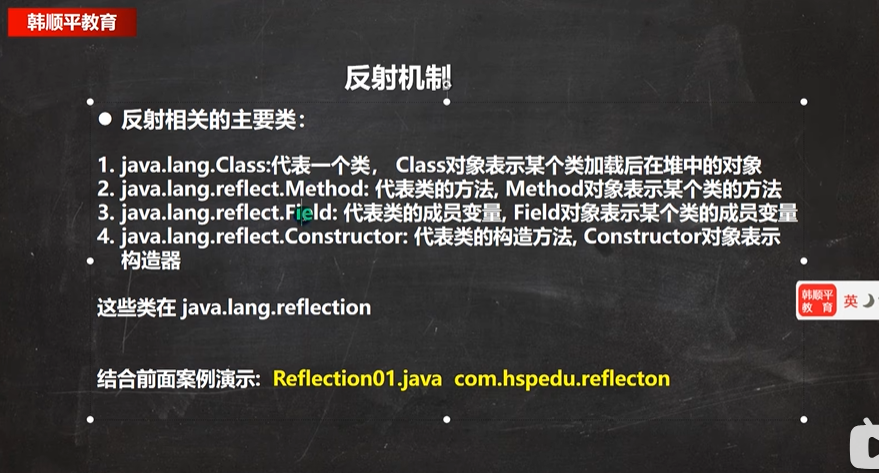 韩顺平教育
反射机制
● 反射相关的主要类：
1. java.lang.Class:代表一个类， Class对象表示某个类加载后在堆中的对象
2. java.lang.reflect.Method: 代表类的方法, Method对象表示某个类的方法
3. java.lang.reflect.Field: 代表类的成员变量, Field对象表示某个类的成员变量
4. java.lang.reflect.Constructor: 代表类的构造方法, Constructor对象表示
构造器
这些类在 java.lang.reflection
韩顺平
教 育
英
结合前面案例演示: Reflection01.java com.hspedu.reflecton